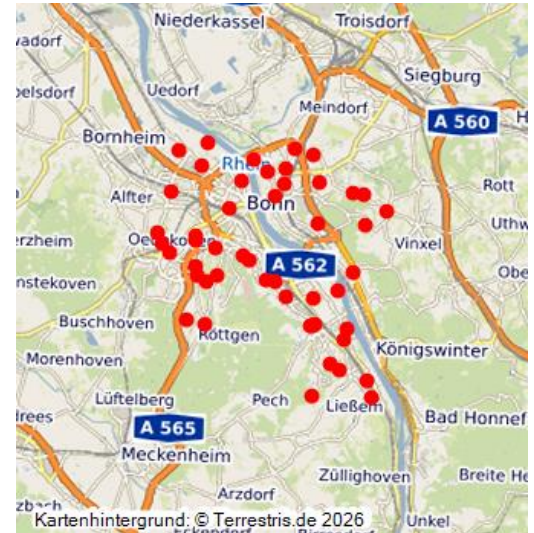 Niederkassel
Troisdorf
Siegburg
Uedorf
Meindorf
A 560
Bornheim
Rhein
Alfter
Rott
Bonn
Vinxel
A 562
Buschhoven
Röttgen
Königswinter
Morenhoven
Lüftelberg
Pech
Ließem
A 565
Bad Honnef
Meckenheim
Züllighoven
Breite He
Arzdorf
Kartenhintergrund: © Terrestris.de 2026
Unkel